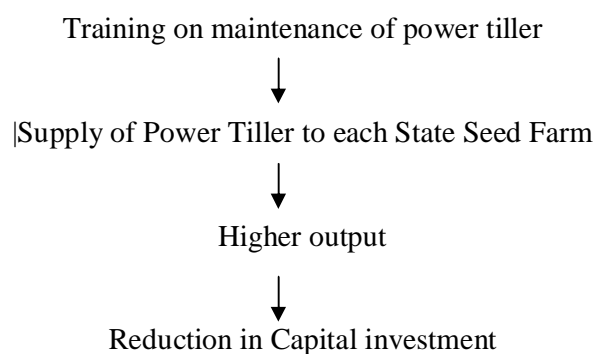 Training on maintenance of power tiller
|Supply of Power Tiller to each State Seed Farm
Higher output
Reduction in Capital investment